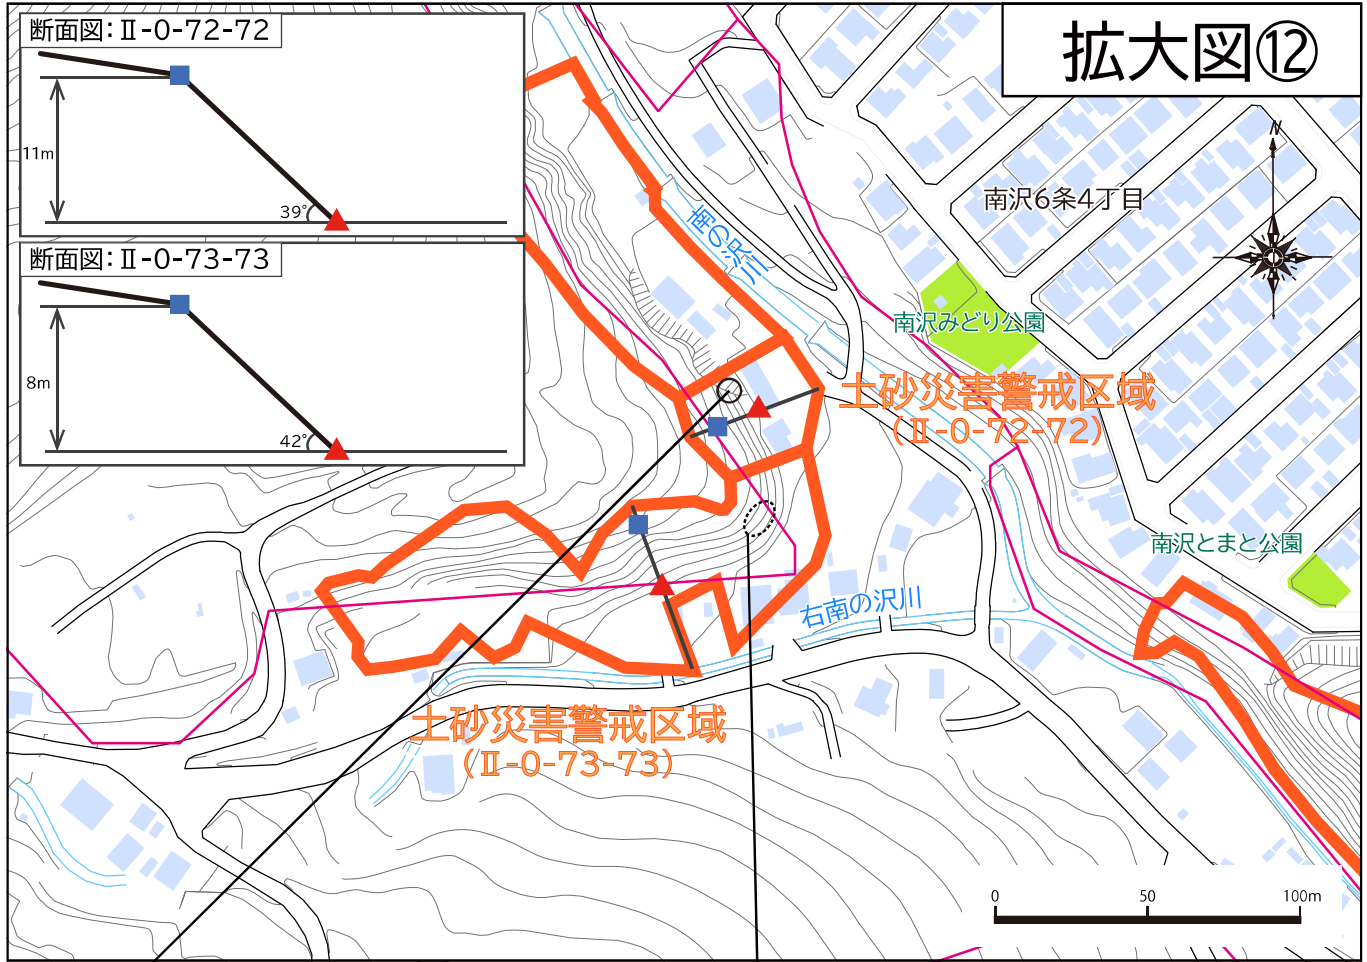 断面図:Ⅱ-0-72-72
11m
39°
断面図:Ⅱ-0-73-73
8m
42°
拡大図⑫
N
南沢6条4丁目
南の沢川
南沢みどり公園
土砂災害警戒区域
(Ⅱ-0-72-72)
南沢とまと公園
右南の沢川
土砂災害警戒区域
(Ⅱ-0-73-73)
0 50 100m